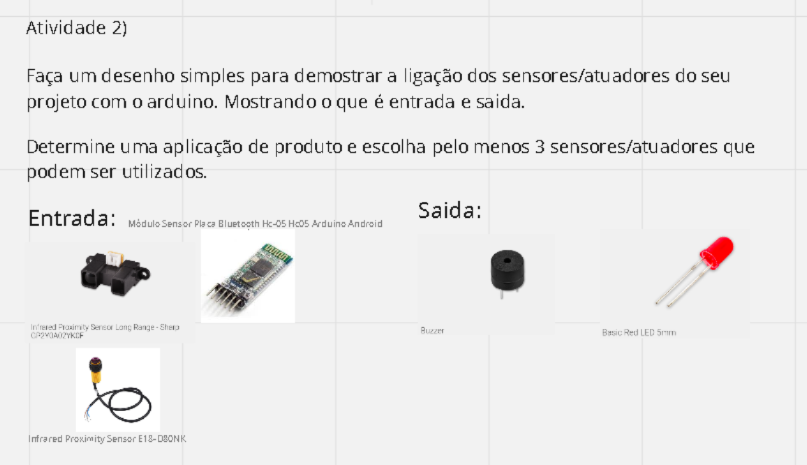 Atividade 2)
Faça um desenho simples para demostrar a ligação dos sensores/atuadores do seu
projeto com o arduino. Mostrando o que é entrada e saida.
Determine uma aplicação de produto e escolha pelo menos 3 sensores/atuadores que
podem ser utilizados.
Entrada:
Módulo Sensor Placa Bluetooth Hc-05 Hc05 Arduino Android
Saida:
Infrared Proximity Sensor Long Range - Sharp
GP2Y0A02YK0F
Buzzer
Basic Red LED 5mm
Infrared Proximity Sensor E18-D80NK